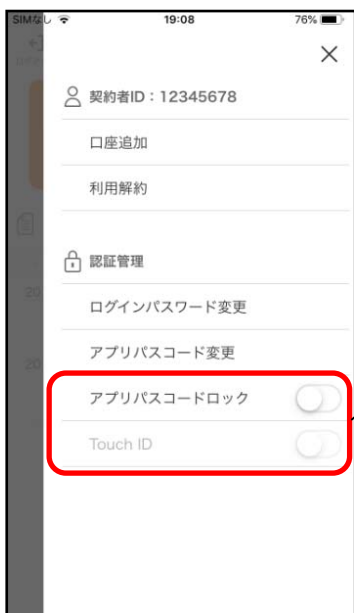 SIMなし 19:08 76%
契約者ID：12345678
口座追加
利用解約
認証管理
20
ログインパスワード変更
アプリパスコード変更
20
アプリパスコードロック
Touch ID